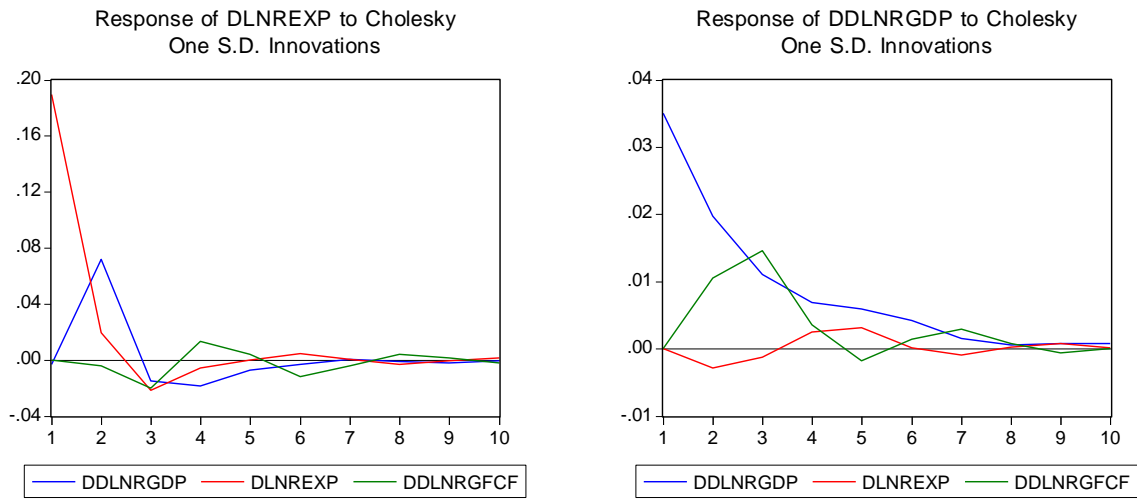 Response of DLNREXP to Cholesky
One S.D. Innovations
.20
.16
.12
.08
.04
.00
-.04
1 2 3 4 5 6 7 8 9 10
DDLNRGDP DLNREXP DDLNRGFCF
Response of DDLNRGDP to Cholesky
One S.D. Innovations
.04
.03
.02
.01
.00
-.01
1 2 3 4 5 6 7 8 9 10
DDLNRGDP DLNREXP DDLNRGFCF